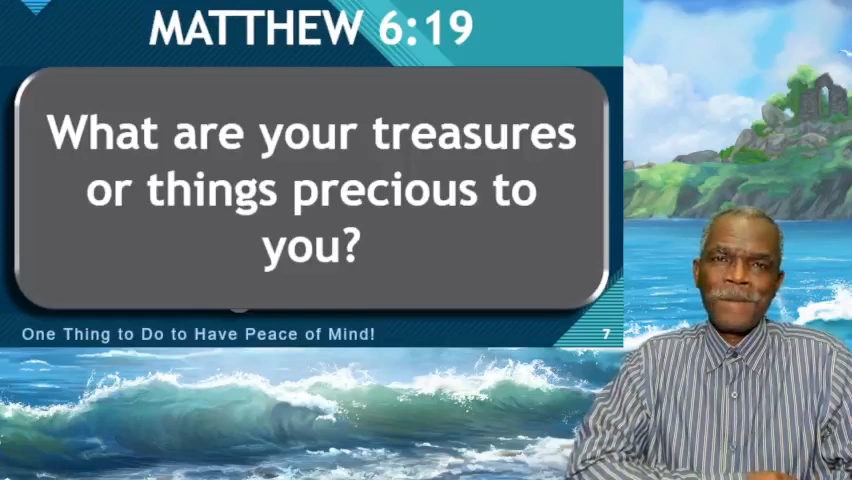 MATTHEW 6:19
What are your treasures
or things precious to
you?
One Thing to Do to Have Peace of Mind!
7